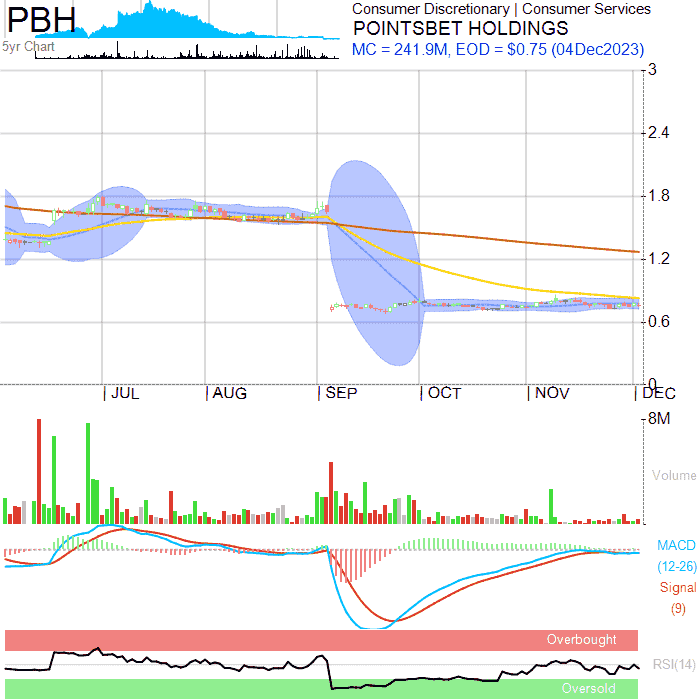 PBH
5yr Chart
Consumer Discretionary | Consumer Services
POINTSBET HOLDINGS
MC = 241.9M, EOD = $0.75 (04Dec2023)
3
2.4
1.8
1.2
0.6
0
| JUL | AUG | SEP | OCT | NOV | DEC
8M
Volume
MACD
(12-26)
Signal
(9)
Overbought
RSI(14)
Oversold